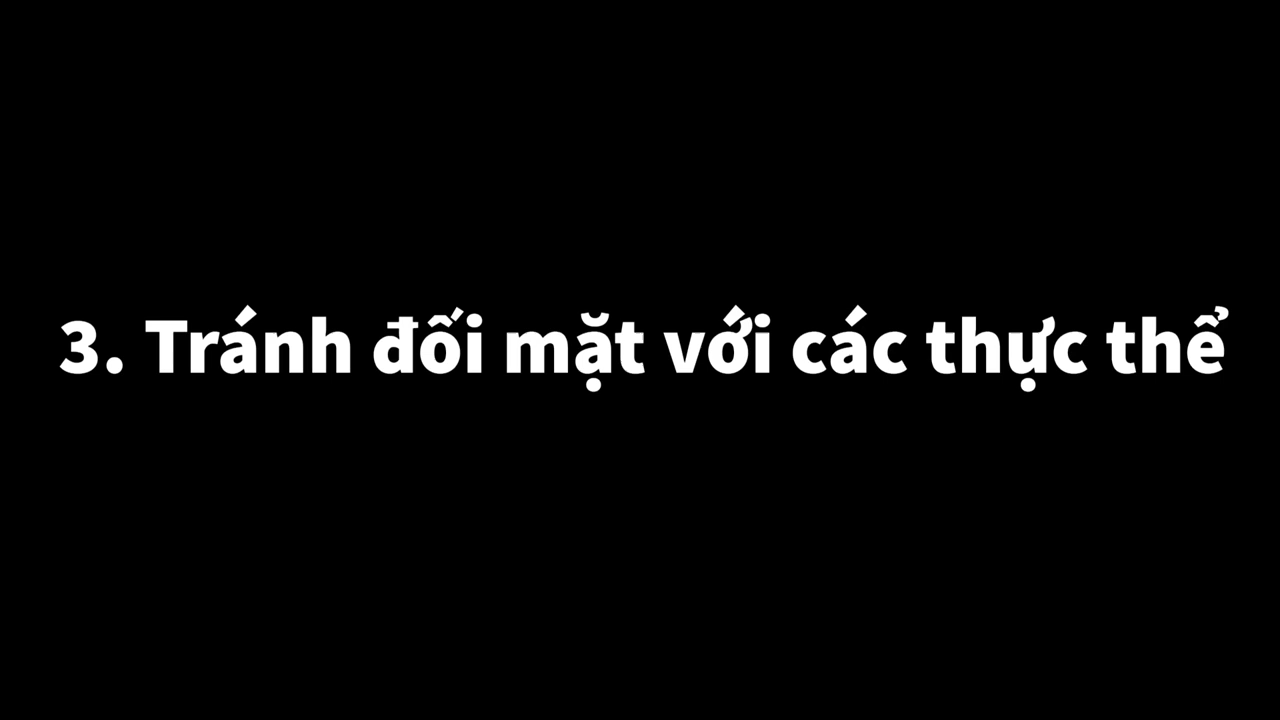 3. Tránh đối mặt với các thực thể